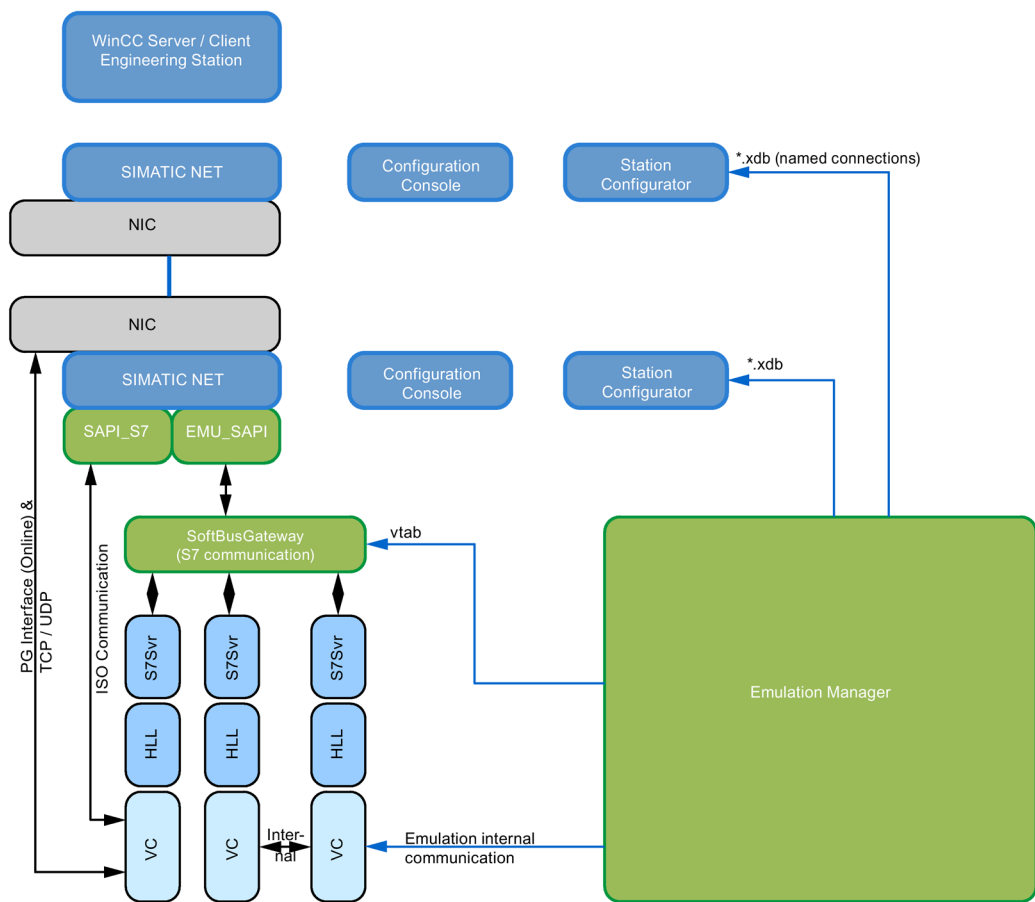 WinCC Server / Client
Engineering Station
SIMATIC NET
Configuration
Console
Station
Configurator
*.xdb (named connections)
NIC
NIC
SIMATIC NET
Configuration
Console
Station
Configurator
*.xdb
SAPI_S7
EMU_SAPI
SoftBusGateway
(S7 communication)
vtab
PG Interface (Online) &
TCP / UDP
ISO Communication
S7Svr
S7Svr
S7Svr
HLL
HLL
HLL
Emulation Manager
VC
VC
Inter-
nal
VC
Emulation internal
communication